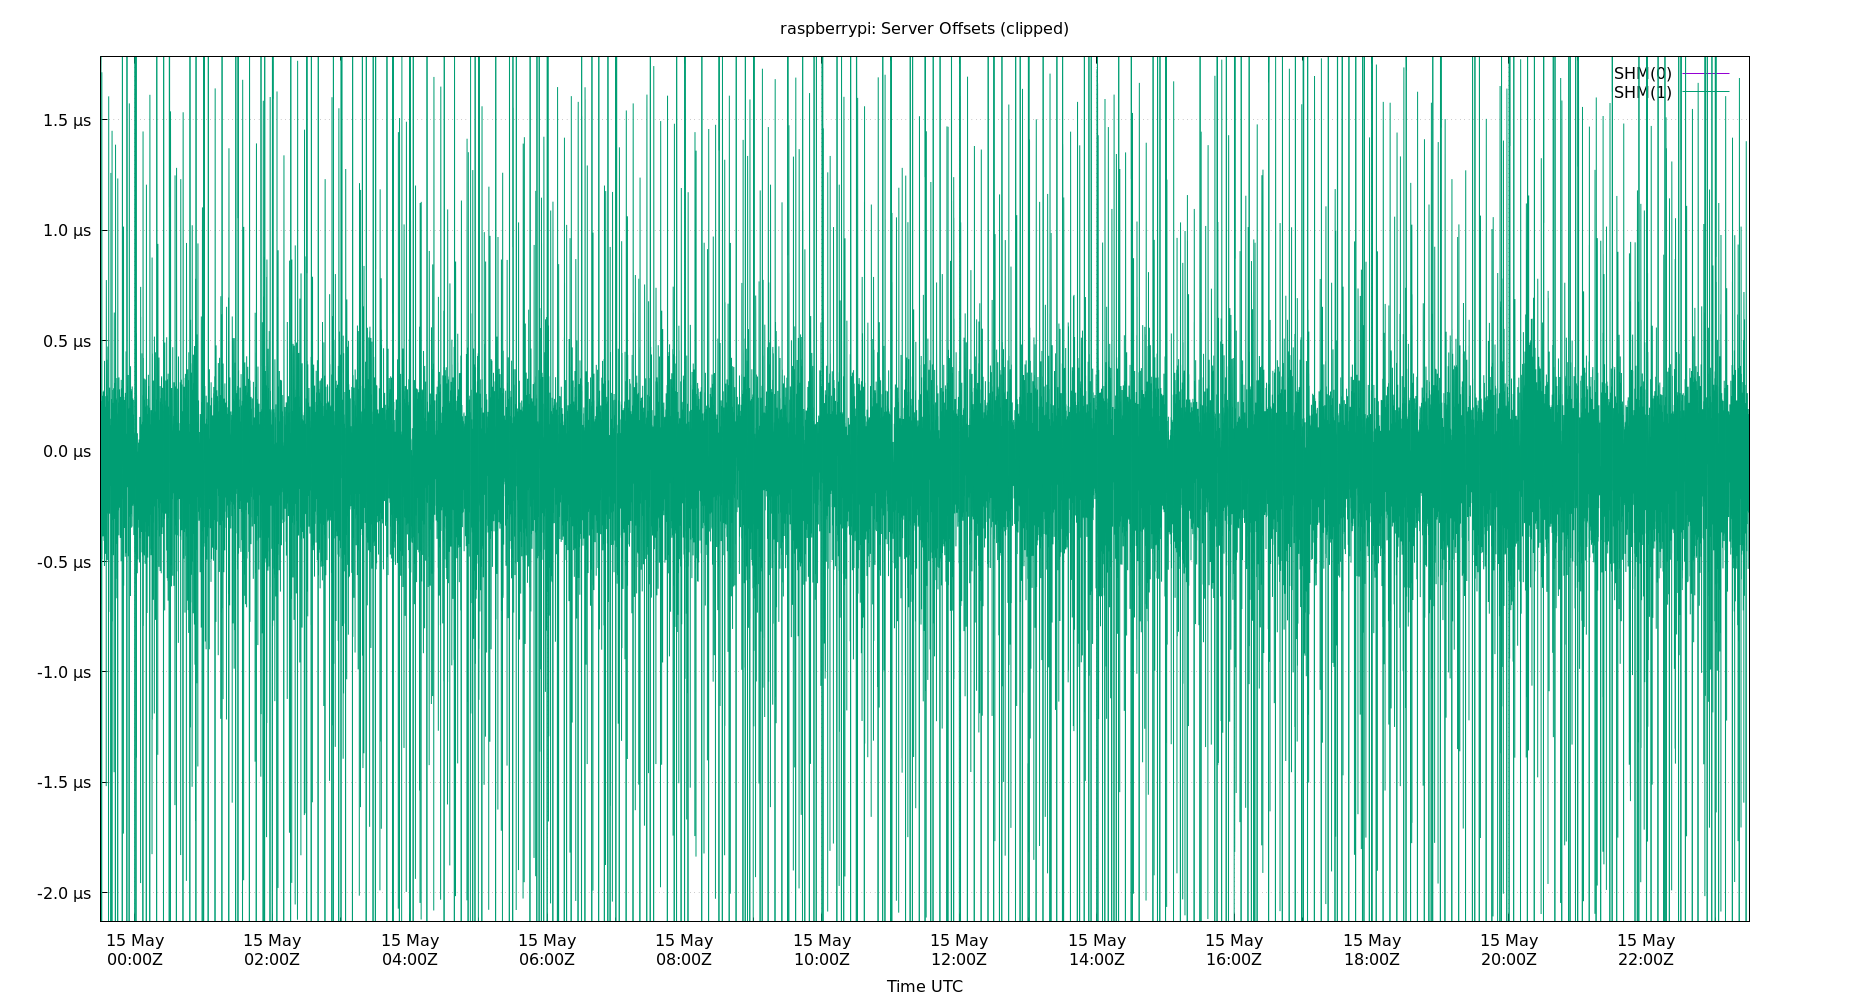 raspberrypi: Server Offsets (clipped)
SHM(0)
SHM(1)
1.5 µs
1.0 µs
0.5 µs
0.0 µs
-0.5 µs
-1.0 µs
-1.5 µs
-2.0 µs
15 May 15 May 15 May 15 May 15 May 15 May 15 May 15 May 15 May 15 May 15 May 15 May
00:00Z 02:00Z 04:00Z 06:00Z 08:00Z 10:00Z 12:00Z 14:00Z 16:00Z 18:00Z 20:00Z 22:00Z
Time UTC